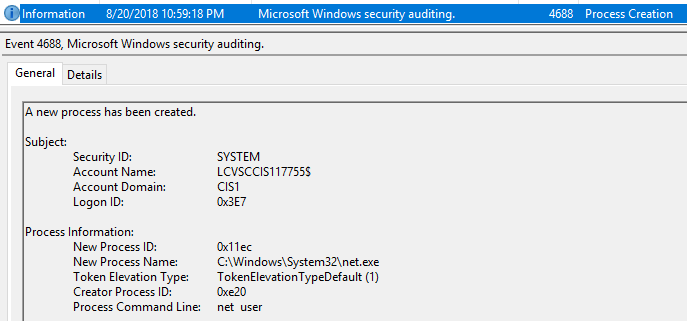 Information 8/20/2018 10:59:18 PM Microsoft Windows security auditing. 4688 Process Creation
Event 4688, Microsoft Windows security auditing.
General Details
A new process has been created.
Subject:
Security ID: SYSTEM
Account Name: LCVSCCIS117755$
Account Domain: CIS1
Logon ID: 0x3E7
Process Information:
New Process ID: 0x11ec
New Process Name: C:\Windows\System32\net.exe
Token Elevation Type: TokenElevationTypeDefault (1)
Creator Process ID: 0xe20
Process Command Line: net user